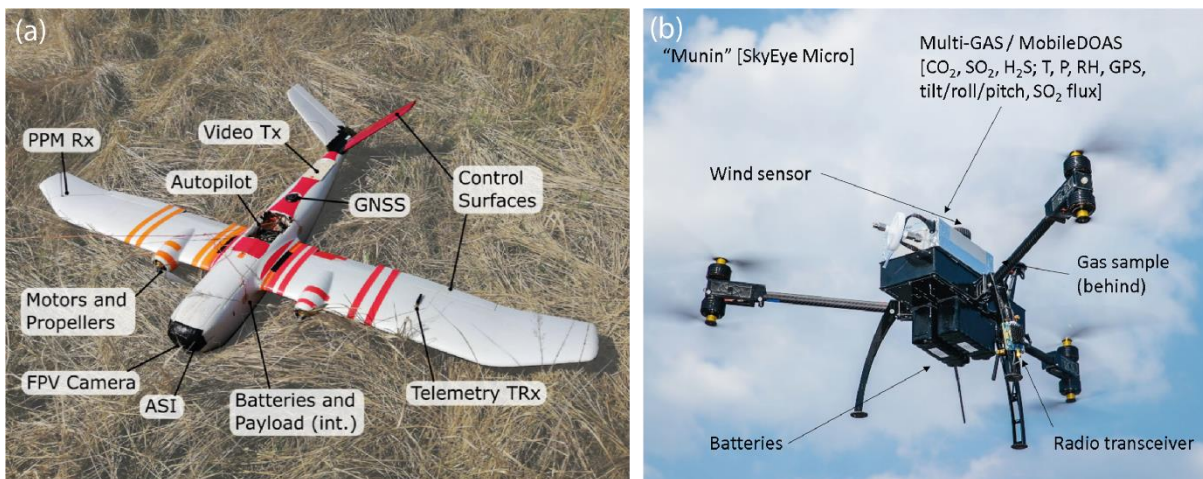 (a)
Video Tx
PPM Rx
Autopilot
GNSS
Control
Surfaces
Motors and
Propellers
FPV Camera
ASI
Batteries and
Payload (int.)
Telemetry TRx
(b)
“Munin” [SkyEye Micro]
Multi-GAS / MobileDOAS
[CO₂, SO₂, H₂S; T, P, RH, GPS,
tilt/roll/pitch, SO₂ flux]
Wind sensor
Gas sample
(behind)
Batteries
Radio transceiver